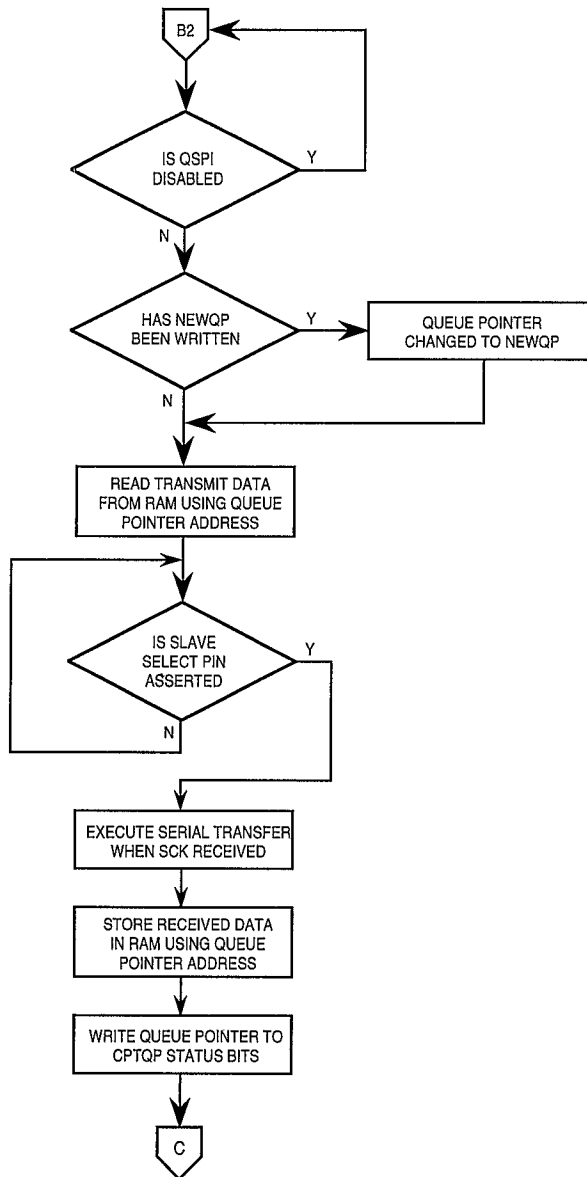 B2
IS QSPI
DISABLED
Y
N
HAS NEWQP
BEEN WRITTEN
Y
QUEUE POINTER
CHANGED TO NEWQP
N
READ TRANSMIT DATA
FROM RAM USING QUEUE
POINTER ADDRESS
IS SLAVE
SELECT PIN
ASSERTED
Y
N
EXECUTE SERIAL TRANSFER
WHEN SCK RECEIVED
STORE RECEIVED DATA
IN RAM USING QUEUE
POINTER ADDRESS
WRITE QUEUE POINTER TO
CPTQP STATUS BITS
C